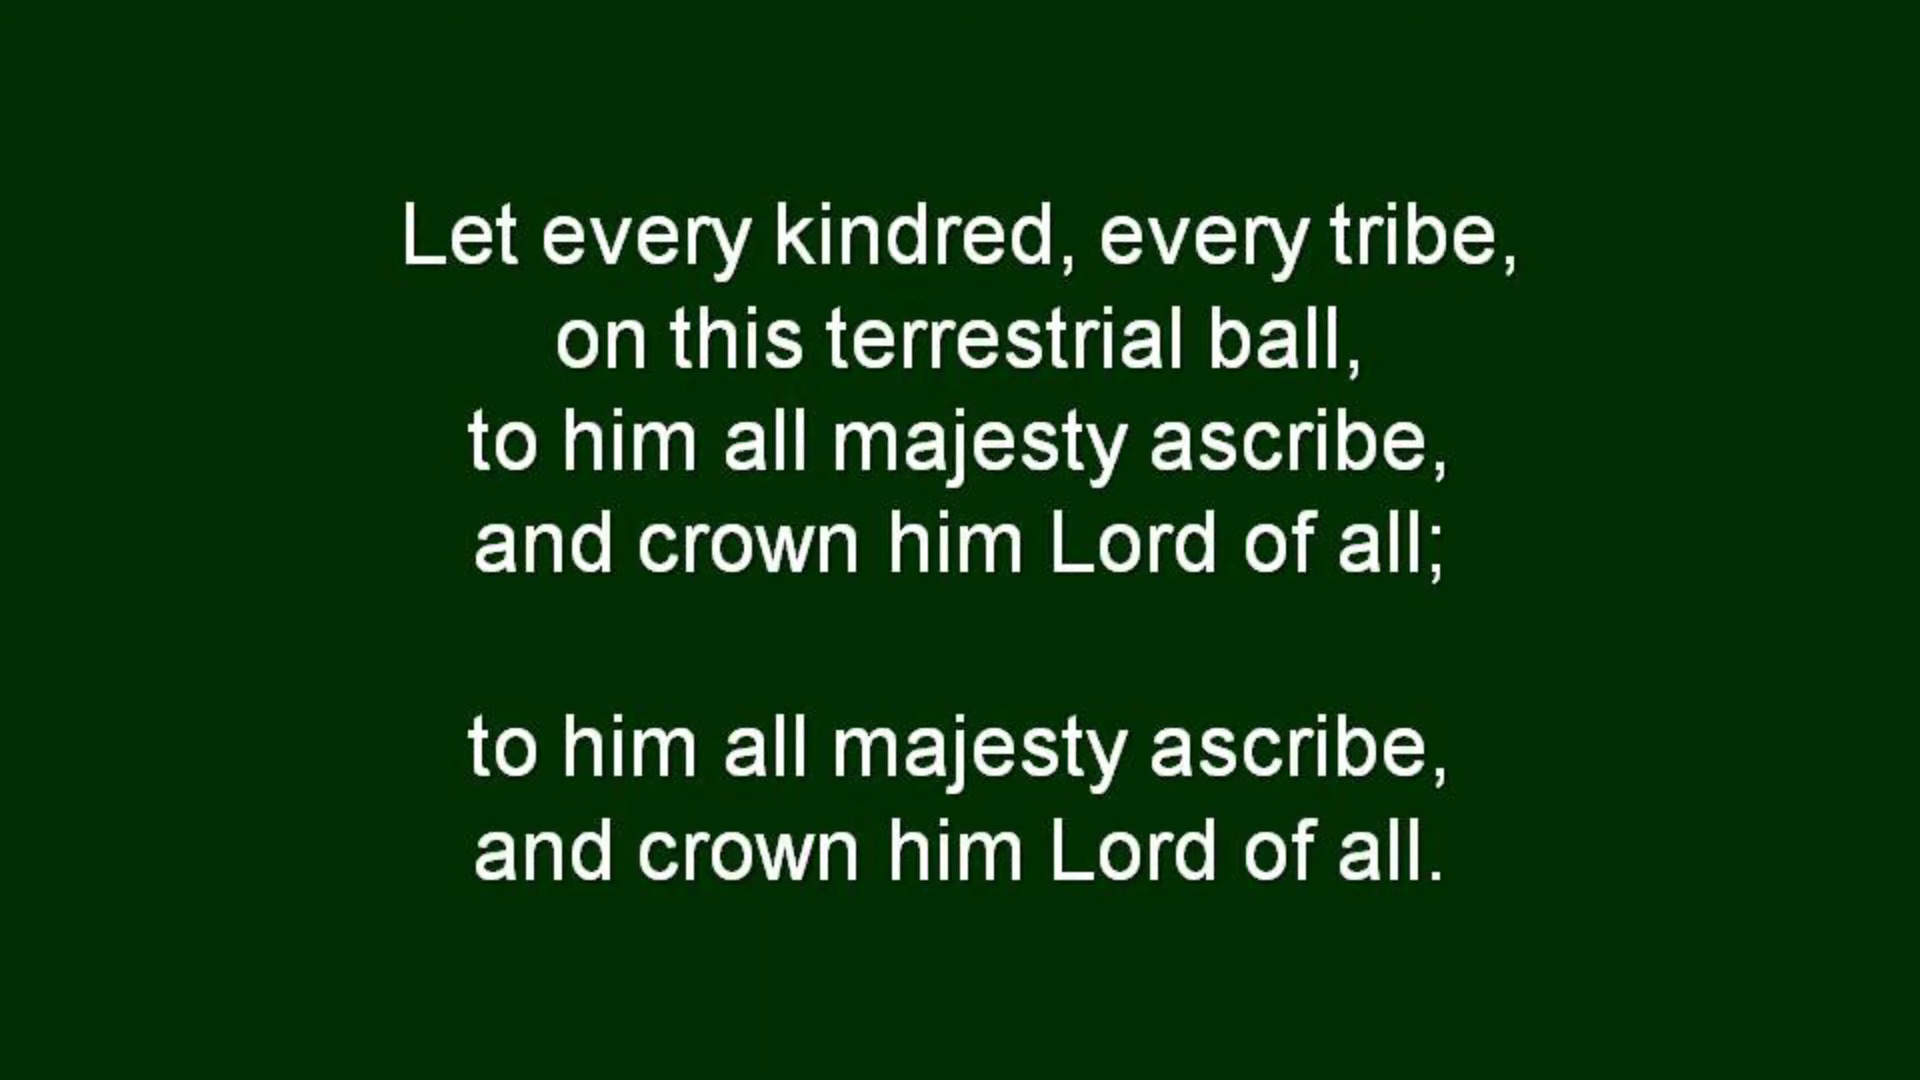 Let every kindred, every tribe,
on this terrestrial ball,
to him all majesty ascribe,
and crown him Lord of all;
to him all majesty ascribe,
and crown him Lord of all.